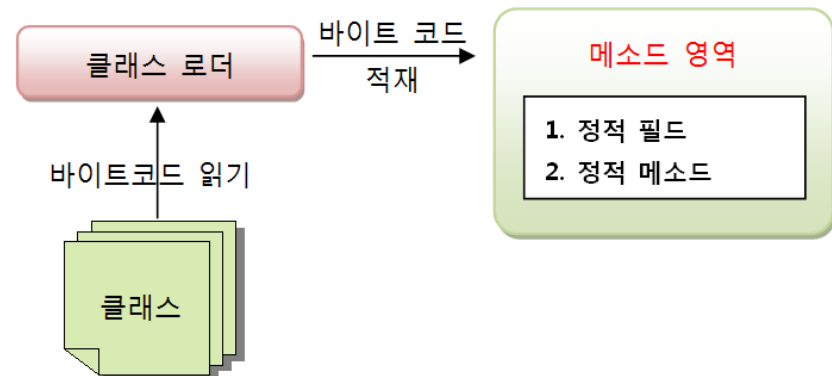 클래스 로더
바이트 코드
적재
메소드 영역
1. 정적 필드
2. 정적 메소드
바이트코드 읽기
클래스